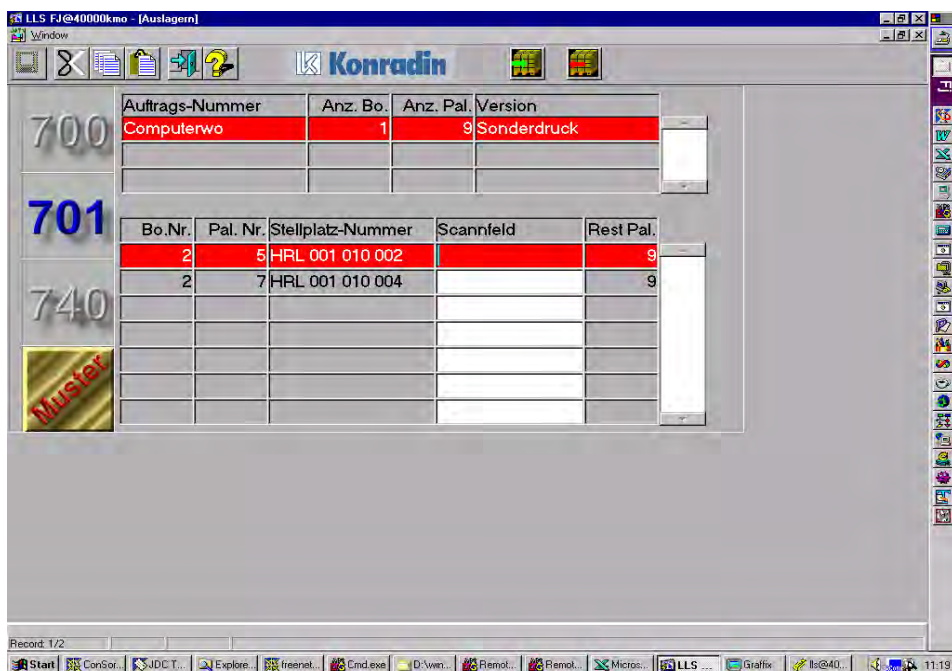 LLS FJ@40000kmo - [Auslagern]
Window
Konradin
Auftrags-Nummer Anz. Bo. Anz. Pal. Version
Computerwo 1 9 Sonderdruck
700
701
740
Muster
Bo.Nr. Pal. Nr. Stellplatz-Nummer Scannfeld Rest Pal.
2 5 HRL 001 010 002 9
2 7 HRL 001 010 004 9
Record: 1/2
Start ConSor... JDC T... Explore... freenet... Cmd.exe D:\wn... Remot... Remot... Micros... LLS ... Graffix lls@40... 11:19